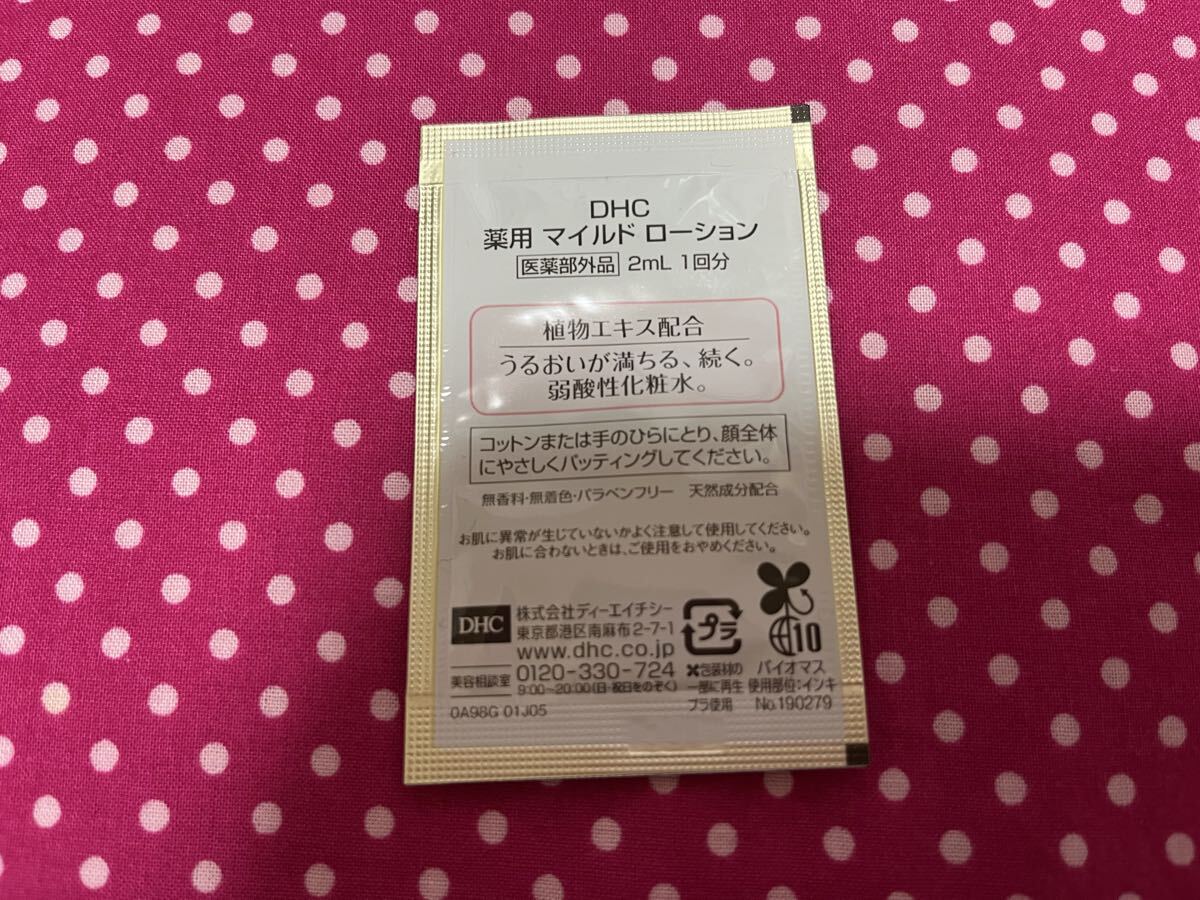 DHC
薬用 マイルド ローション
医薬部外品 2mL 1回分
植物エキス配合
うるおいが満ちる、続く。
弱酸性化粧水。
コットンまたは手のひらにとり、顔全体
にやさしくパッティングしてください。
無香料・無着色・パラベンフリー 天然成分配合
お肌に異常が生じていないかよく注意して使用してください。
お肌に合わないときは、ご使用をおやめください。
DHC
株式会社ディーエイチシー
東京都港区南麻布2-7-1
www.dhc.co.jp
美容相談室
0120-330-724
9:00~20:00(日・祝日をのぞく)
0A98G 01J05
プラ
包装材の
一部に再生
プラ使用
10
バイオマス
使用部位:インキ
No.190279